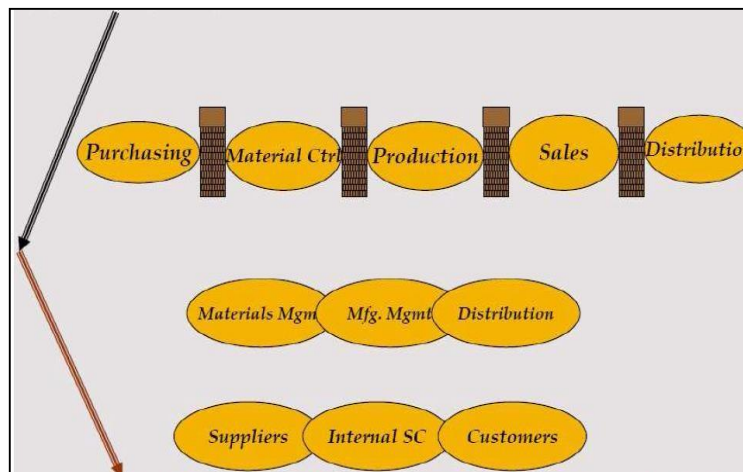 Purchasing Material Ctrl Production Sales Distributio
Materials Mgm Mfg. Mgmt Distribution
Suppliers Internal SC Customers